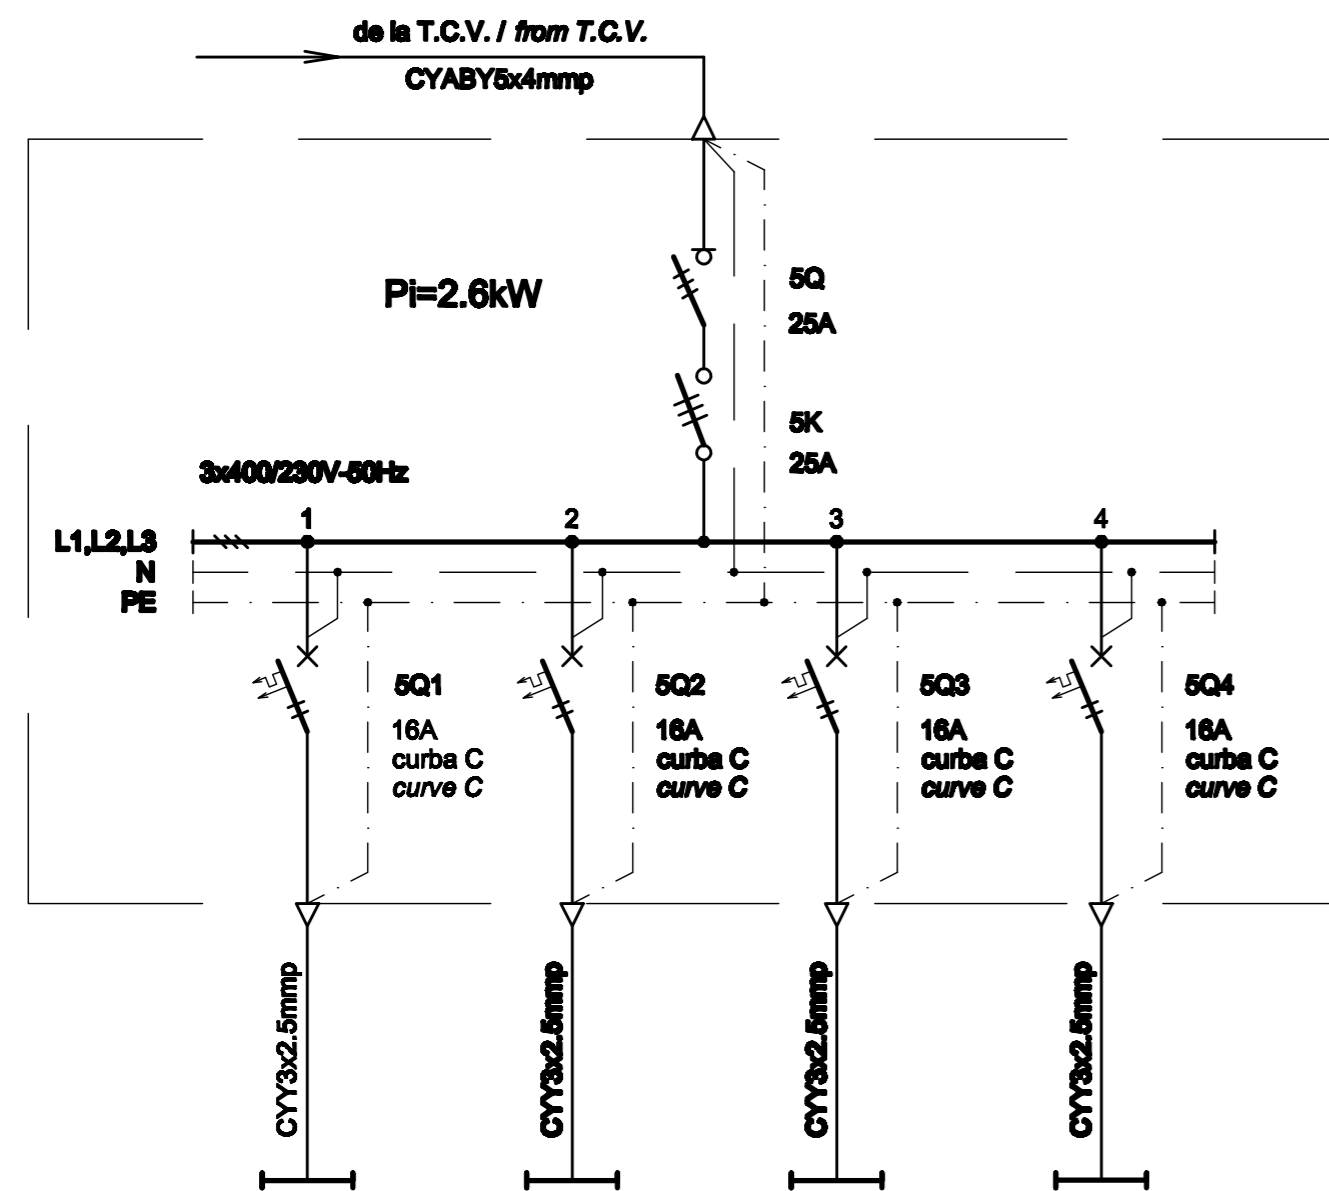 de la T.C.V. / from T.C.V.
CYABY5x4mmp
Pi=2.6kW
5Q
25A
5K
25A
3x400/230V-50Hz
1
2
3
4
L1,L2,L3
N
PE
5Q1
16A
curba C
curve C
5Q2
16A
curba C
curve C
5Q3
16A
curba C
curve C
5Q4
16A
curba C
curve C
CYY3x2.5mmp
CYY3x2.5mmp
CYY3x2.5mmp
CYY3x2.5mmp